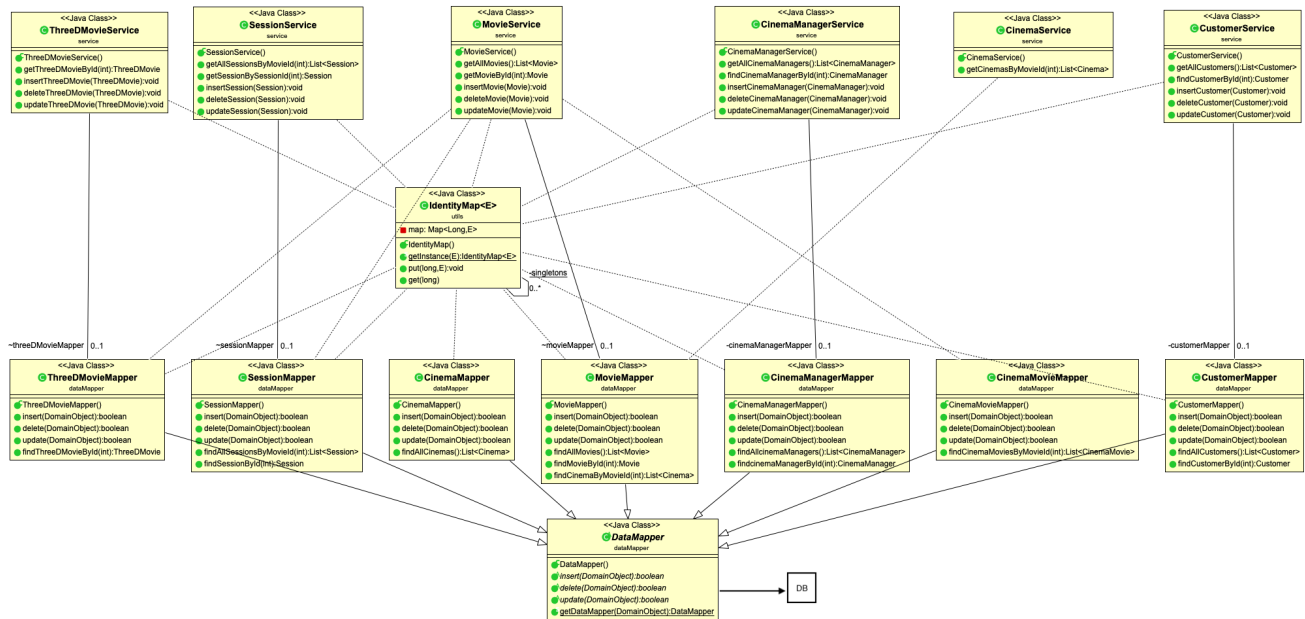 <<Java Class>>
ThreeDMovieService
service
ThreeDMovieService()
getThreeDMovieById(int):ThreeDMovie
insertThreeDMovie(ThreeDMovie):void
deleteThreeDMovie(ThreeDMovie):void
updateThreeDMovie(ThreeDMovie):void
<<Java Class>>
SessionService
service
SessionService()
getAllSessionsByMovieId(int):List<Session>
getSessionBySessionId(int):Session
insertSession(Session):void
deleteSession(Session):void
updateSession(Session):void
<<Java Class>>
MovieService
service
MovieService()
getAllMovies():List<Movie>
getMovieById(int):Movie
insertMovie(Movie):void
deleteMovie(Movie):void
updateMovie(Movie):void
<<Java Class>>
CinemaManagerService
service
CinemaManagerService()
getAllCinemaManagers():List<CinemaManager>
findCinemaManagerById(int):CinemaManager
insertCinemaManager(CinemaManager):void
deleteCinemaManager(CinemaManager):void
updateCinemaManager(CinemaManager):void
<<Java Class>>
CinemaService
service
CinemaService()
getCinemasByMovieId(int):List<Cinema>
<<Java Class>>
CustomerService
service
CustomerService()
getAllCustomers():List<Customer>
findCustomerById(int):Customer
insertCustomer(Customer):void
deleteCustomer(Customer):void
updateCustomer(Customer):void
<<Java Class>>
IdentityMap<E>
utils
map: Map<Long,E>
IdentityMap()
getInstance(E):IdentityMap<E>
put(long,E):void
get(long)
-singletons
0..*
~threeDMovieMapper 0..1
~sessionMapper 0..1
~movieMapper 0..1
-cinemaManagerMapper 0..1
-customerMapper 0..1
<<Java Class>>
ThreeDMovieMapper
dataMapper
ThreeDMovieMapper()
insert(DomainObject):boolean
delete(DomainObject):boolean
update(DomainObject):boolean
findThreeDMovieById(int):ThreeDMovie
<<Java Class>>
SessionMapper
dataMapper
SessionMapper()
insert(DomainObject):boolean
delete(DomainObject):boolean
update(DomainObject):boolean
findAllSessionsByMovieId(int):List<Session>
findSessionById(int):Session
<<Java Class>>
CinemaMapper
dataMapper
CinemaMapper()
insert(DomainObject):boolean
delete(DomainObject):boolean
update(DomainObject):boolean
findAllCinemas():List<Cinema>
<<Java Class>>
MovieMapper
dataMapper
MovieMapper()
insert(DomainObject):boolean
delete(DomainObject):boolean
update(DomainObject):boolean
findAllMovies():List<Movie>
findMovieById(int):Movie
findCinemaByMovieId(int):List<Cinema>
<<Java Class>>
CinemaManagerMapper
dataMapper
CinemaManagerMapper()
insert(DomainObject):boolean
delete(DomainObject):boolean
update(DomainObject):boolean
findAllcinemaManagers():List<CinemaManager>
findcinemaManagerById(int):CinemaManager
<<Java Class>>
CinemaMovieMapper
dataMapper
CinemaMovieMapper()
insert(DomainObject):boolean
delete(DomainObject):boolean
update(DomainObject):boolean
findCinemaMoviesByMovieId(int):List<CinemaMovie>
<<Java Class>>
CustomerMapper
dataMapper
CustomerMapper()
insert(DomainObject):boolean
delete(DomainObject):boolean
update(DomainObject):boolean
findAllCustomers():List<Customer>
findCustomerById(int):Customer
<<Java Class>>
DataMapper
dataMapper
DataMapper()
insert(DomainObject):boolean
delete(DomainObject):boolean
update(DomainObject):boolean
getDataMapper(DomainObject):DataMapper
DB